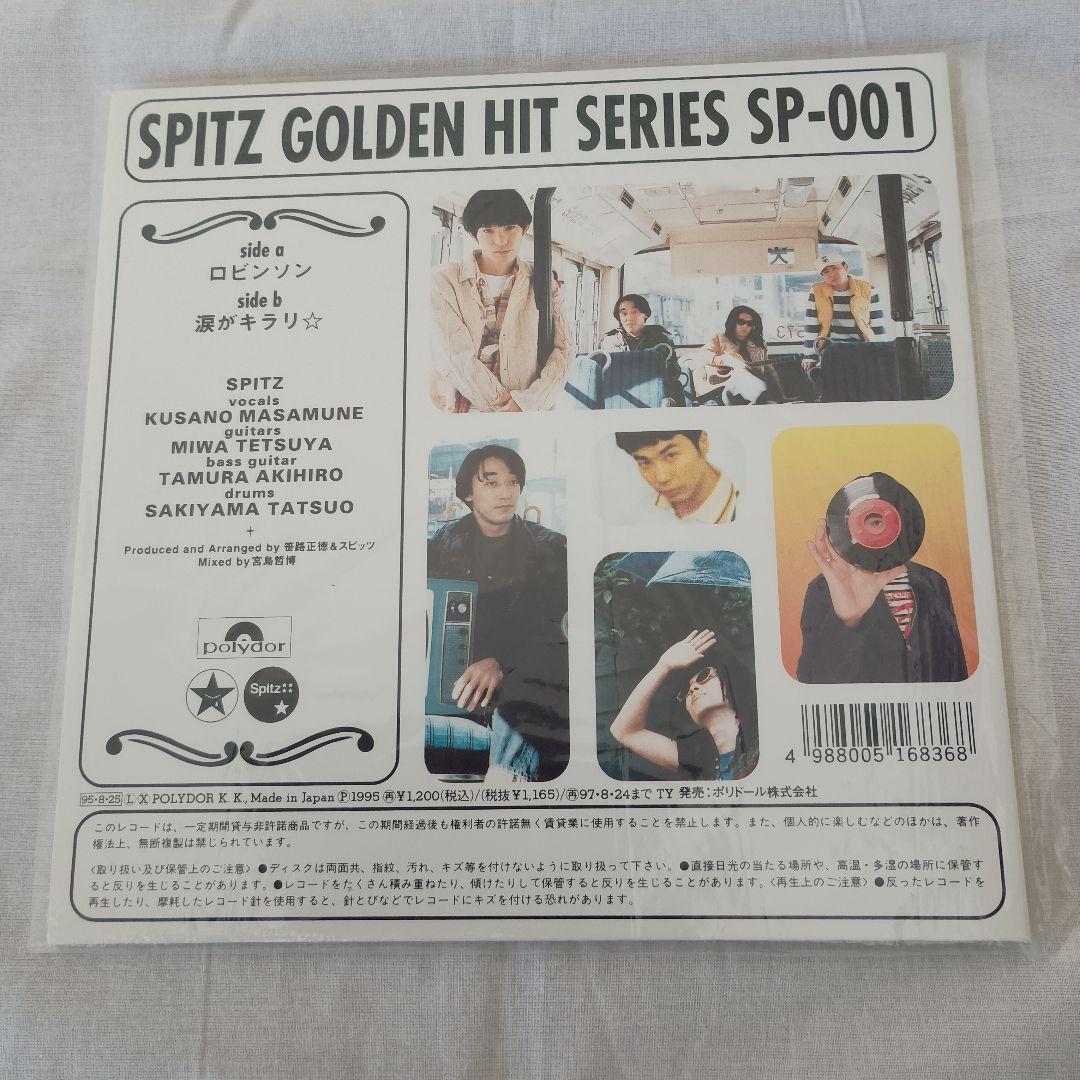 SPITZ GOLDEN HIT SERIES SP-001
side a
ロビンソン
side b
涙がキラリ☆
SPITZ
vocals
KUSANO MASAMUNE
guitars
MIWA TETSUYA
bass guitar
TAMURA AKIHIRO
drums
SAKIYAMA TATSUO
Produced and Arranged by 笹路正徳&スピッツ
Mixed by 宮島哲博
polydor
Spitz
4 988005 168368
95・8・25 Ⓛ Ⓧ POLYDOR K.K., Made in Japan Ⓟ1995 ㊢¥1,200(税込)/(税抜¥1,165)/㊢97・8・24まで TY 発売:ポリドール株式会社
このレコードは、一定期間貸与非許諾商品ですが、この期間経過後も権利者の許諾無く賃貸業に使用することを禁止します。また、個人的に楽しむなどのほかは、著作
権法上、無断複製は禁じられています。
〈取り扱い及び保管上のご注意〉●ディスクは両面共、指紋、汚れ、キズ等を付けないように取り扱って下さい。●直接日光の当たる場所や、高温・多湿の場所に保管す
ると反りを生じることがあります。●レコードをたくさん積み重ねたり、傾けたりして保管すると反りを生じることがあります。〈再生上のご注意〉●反ったレコードを
再生したり、摩耗したレコード針を使用すると、針とびなどでレコードにキズを付ける恐れがあります。